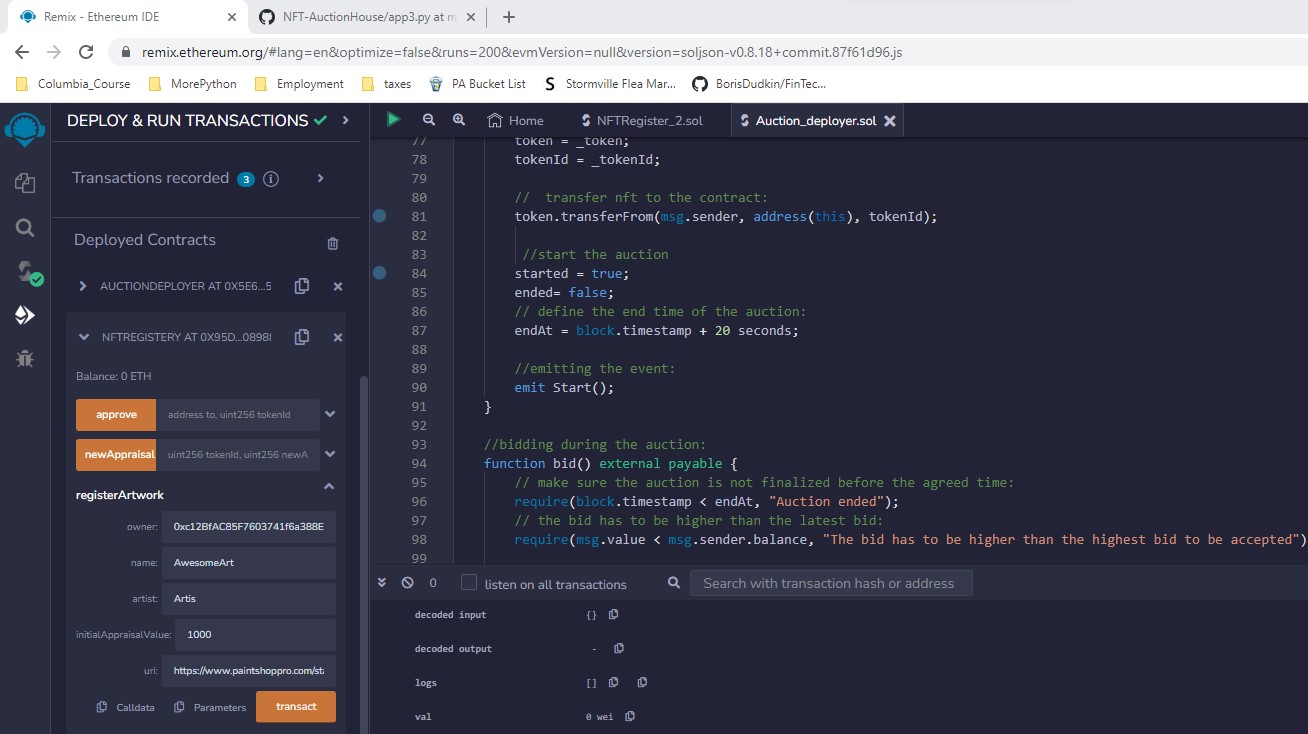 Remix - Ethereum IDE
NFT-AuctionHouse/app3.py at m
remix.ethereum.org/#lang=en&optimize=false&runs=200&evmVersion=null&version=soljson-v0.8.18+commit.87f61d96.js
Columbia_Course
MorePython
Employment
taxes
PA Bucket List
Stormville Flea Mar...
BorisDudkin/FinTec...
DEPLOY & RUN TRANSACTIONS
Transactions recorded 3
Deployed Contracts
AUCTIONDEPLOYER AT 0X5E6...5
NFTREGISTERY AT 0X95D...0898
Balance: 0 ETH
approve
address to, uint256 tokenId
newAppraisal
uint256 tokenId, uint256 newA
registerArtwork
owner: 0xc12BfAC85F7603741f6a388E
name: AwesomeArt
artist: Artis
initialAppraisalValue: 1000
uri: https://www.paintshoppro.com/st
Calldata
Parameters
transact
Home
NFTRegister_2.sol
Auction_deployer.sol
77 token = _token;
78 tokenId = _tokenId;
79
80 //  transfer nft to the contract:
81 token.transferFrom(msg.sender, address(this), tokenId);
82
83 //start the auction
84 started = true;
85 ended= false;
86 // define the end time of the auction:
87 endAt = block.timestamp + 20 seconds;
88
89 //emitting the event:
90 emit Start();
91 }
92
93 //bidding during the auction:
94 function bid() external payable {
95 // make sure the auction is not finalized before the agreed time:
96 require(block.timestamp < endAt, "Auction ended");
97 // the bid has to be higher than the latest bid:
98 require(msg.value < msg.sender.balance, "The bid has to be higher than the highest bid to be accepted")
99
0
listen on all transactions
Search with transaction hash or address
decoded input {}
decoded output -
logs []
val 0 wei